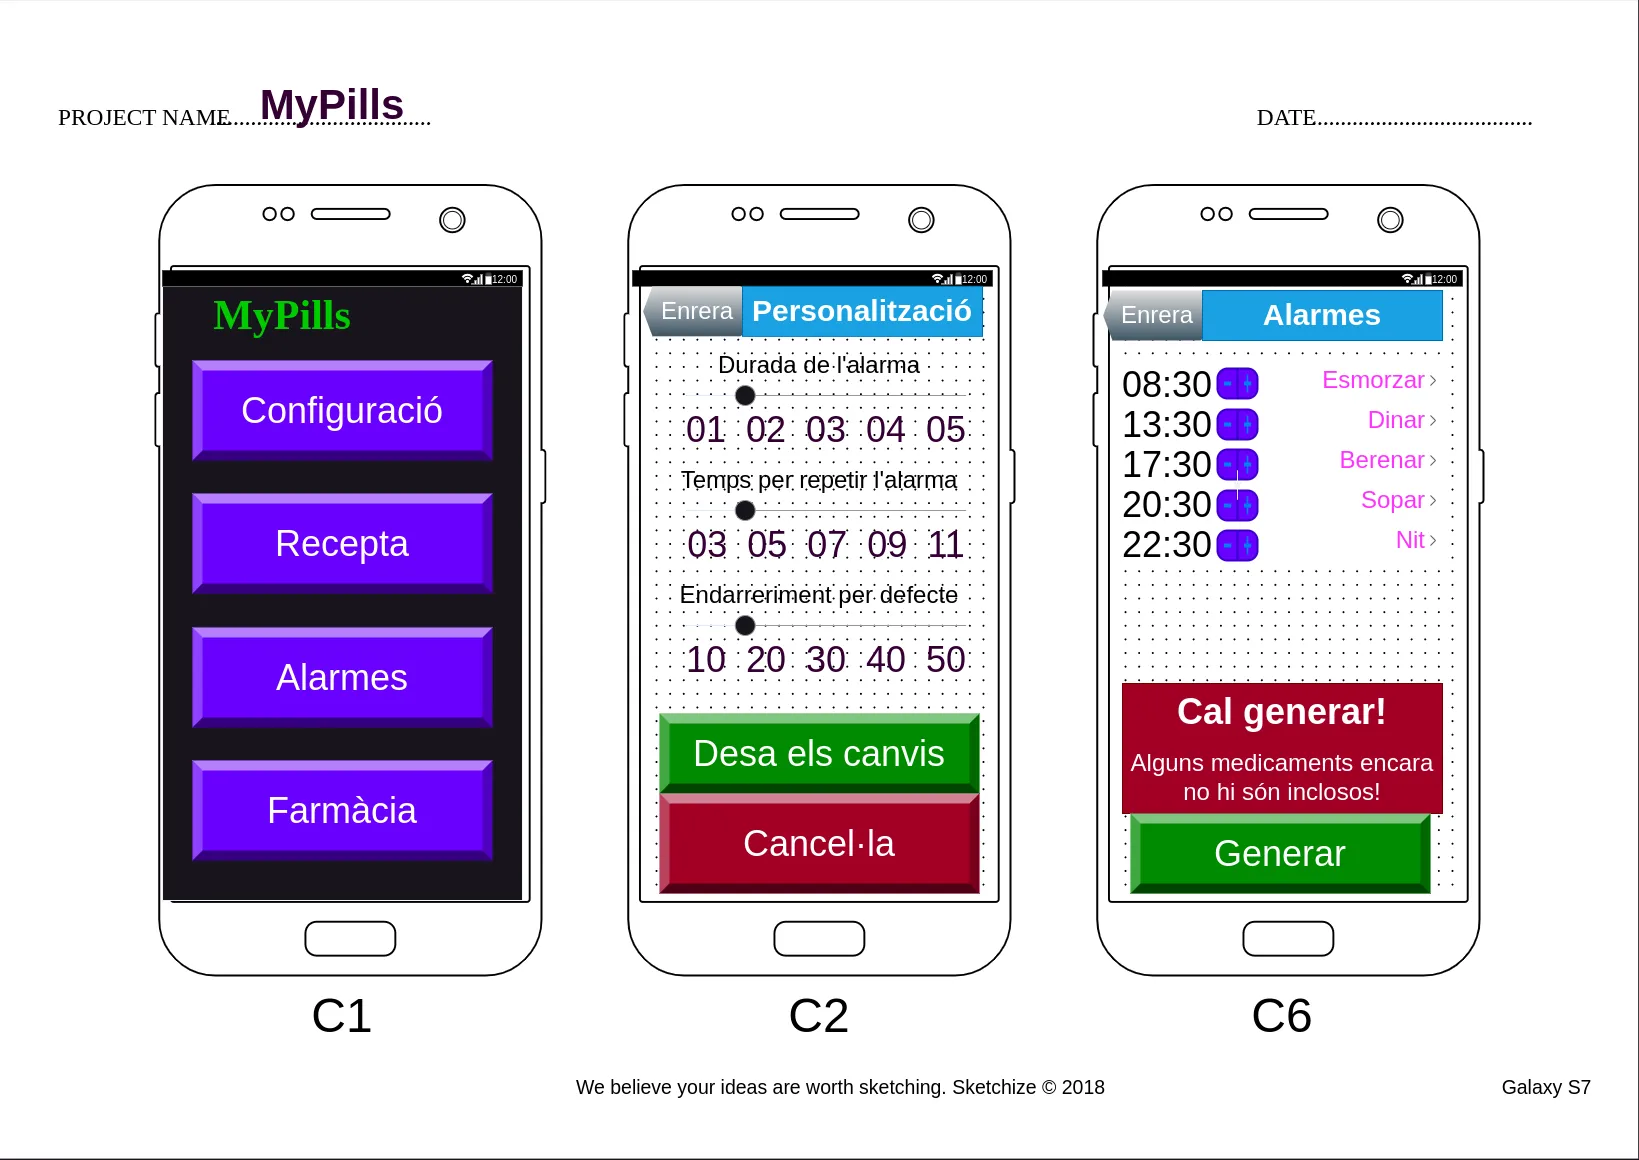 PROJECT NAME.....................................
MyPills
DATE.....................................
12:00
MyPills
Configuració
Recepta
Alarmes
Farmàcia
C1
12:00
Enrera
Personalització
Durada de l'alarma
01 02 03 04 05
Temps per repetir l'alarma
03 05 07 09 11
Endarreriment per defecte
10 20 30 40 50
Desa els canvis
Cancel·la
C2
12:00
Enrera
Alarmes
08:30 - + Esmorzar >
13:30 - + Dinar >
17:30 - + Berenar >
20:30 - + Sopar >
22:30 - + Nit >
Cal generar!
Alguns medicaments encara
no hi són inclosos!
Generar
C6
We believe your ideas are worth sketching. Sketchize © 2018
Galaxy S7